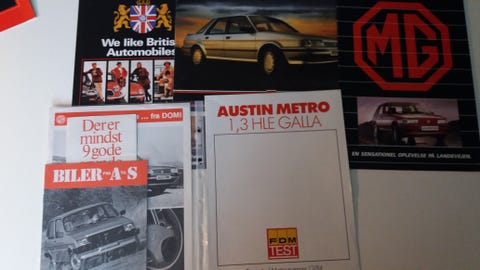 We like British
Automobiles
MG
EN SENSATIONEL OPLEVELSE PÅ LANDEVEJEN.
... fra DOMI
Der er
mindst
9 gode
BILER FRA A TIL S
AUSTIN METRO
1,3 HLE GALLA
FDM
TEST